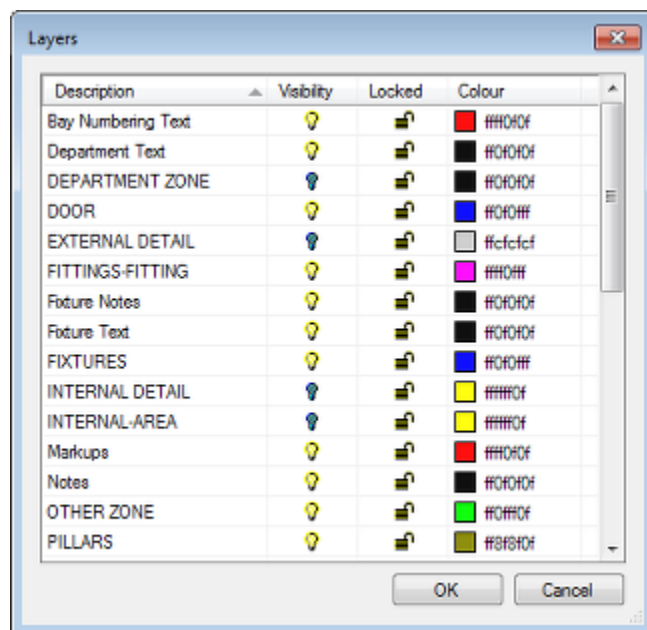 Layers
Description Visibility Locked Colour
Bay Numbering Text ffff0f0f
Department Text ff0f0f0f
DEPARTMENT ZONE ff0f0f0f
DOOR ff0f0fff
EXTERNAL DETAIL ffcfcfcf
FITTINGS-FITTING ffff0fff
Fixture Notes ff0f0f0f
Fixture Text ff0f0f0f
FIXTURES ff0f0fff
INTERNAL DETAIL ffffff0f
INTERNAL-AREA ffffff0f
Markups ffff0f0f
Notes ff0f0f0f
OTHER ZONE ff0fff0f
PILLARS ff8f8f0f
OK Cancel